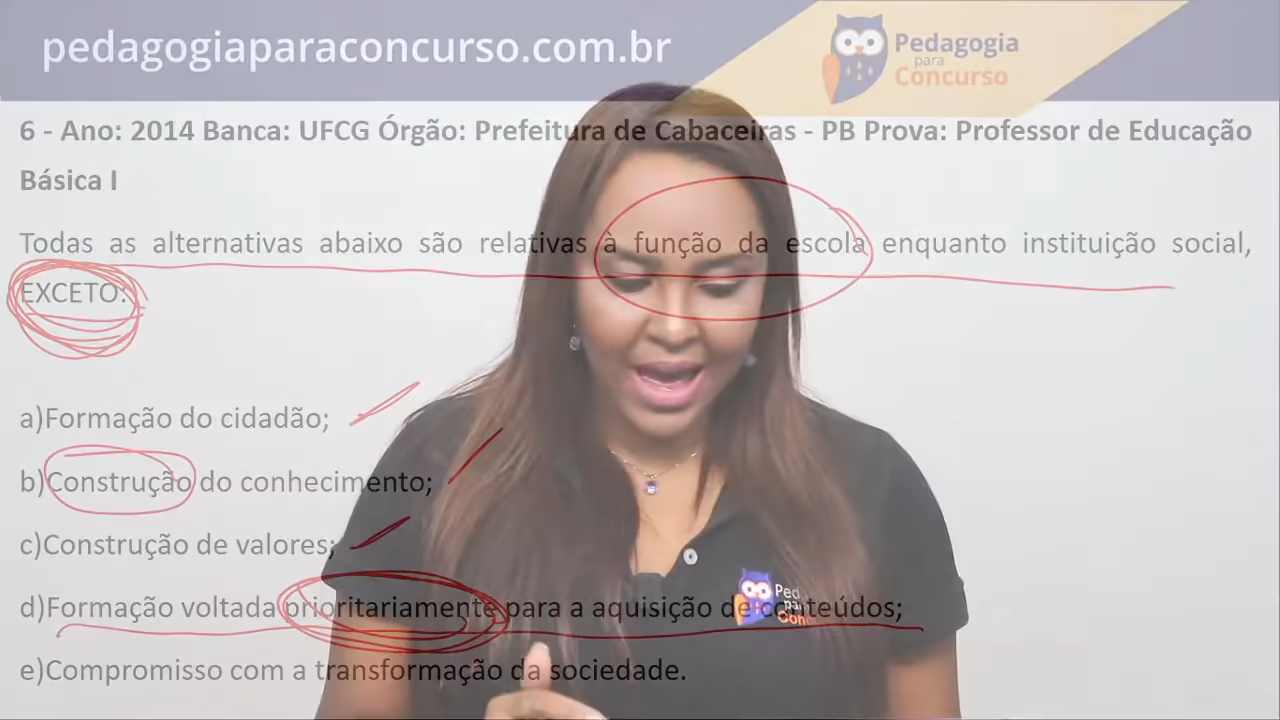 pedagogiaparaconcurso.com.br
Pedagogia
para
Concurso
6 - Ano: 2014 Banca: UFCG Órgão: Prefeitura de Cabaceiras - PB Prova: Professor de Educação
Básica I
Todas as alternativas abaixo são relativas à função da escola enquanto instituição social,
EXCETO:
a)Formação do cidadão;
b)Construção do conhecimento;
c)Construção de valores;
d)Formação voltada prioritariamente para a aquisição de conteúdos;
e)Compromisso com a transformação da sociedade.